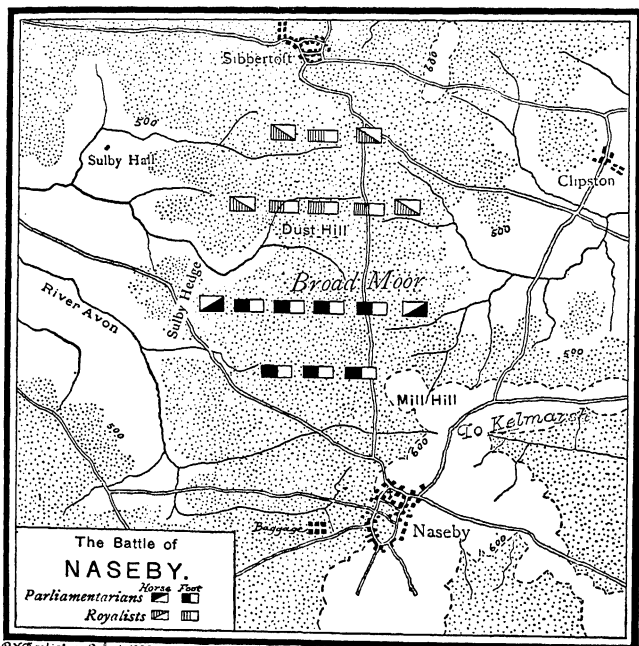 Sibbertoft
600
500
Sulby Hall
Clipston
Dust Hill
500
Broad Moor
River Avon
Sulby Hedge
500
Mill Hill
500
To Kelmarsh
600
Baggage
Naseby
600
The Battle of
NASEBY.
Horse Foot
Parliamentarians
Royalists